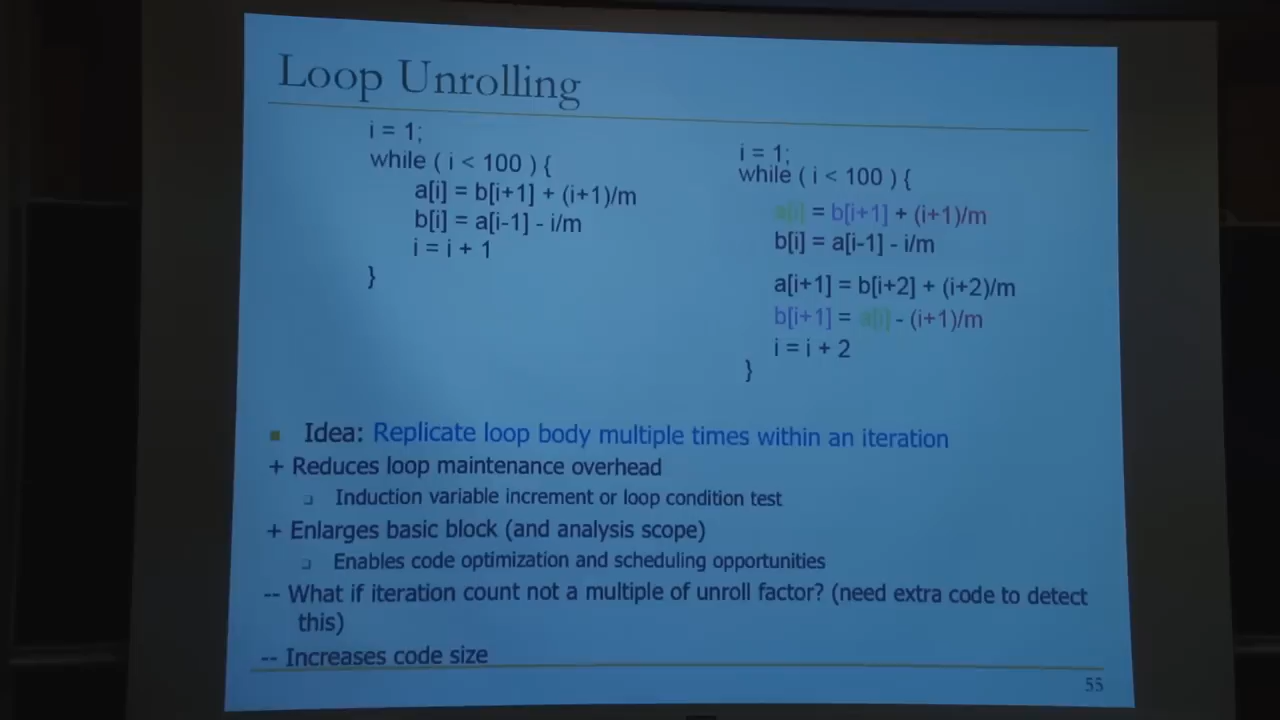 Loop Unrolling
i = 1;
while ( i < 100 ) {
a[i] = b[i+1] + (i+1)/m
b[i] = a[i-1] - i/m
i = i + 1
}
i = 1;
while ( i < 100 ) {
a[i] = b[i+1] + (i+1)/m
b[i] = a[i-1] - i/m
a[i+1] = b[i+2] + (i+2)/m
b[i+1] = a[i] - (i+1)/m
i = i + 2
}
■ Idea: Replicate loop body multiple times within an iteration
+ Reduces loop maintenance overhead
❑ Induction variable increment or loop condition test
+ Enlarges basic block (and analysis scope)
❑ Enables code optimization and scheduling opportunities
-- What if iteration count not a multiple of unroll factor? (need extra code to detect
this)
-- Increases code size
55